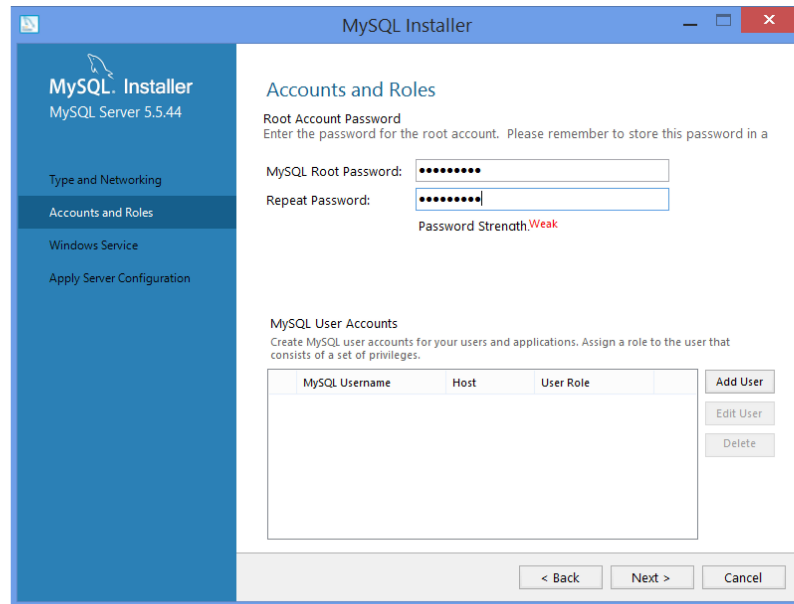 MySQL Installer
MySQL. Installer
MySQL Server 5.5.44
Type and Networking
Accounts and Roles
Windows Service
Apply Server Configuration
Accounts and Roles
Root Account Password
Enter the password for the root account. Please remember to store this password in a
MySQL Root Password: •••••••••
Repeat Password: •••••••••
Password Strength.Weak
MySQL User Accounts
Create MySQL user accounts for your users and applications. Assign a role to the user that
consists of a set of privileges.
MySQL Username Host User Role
Add User
Edit User
Delete
< Back Next > Cancel